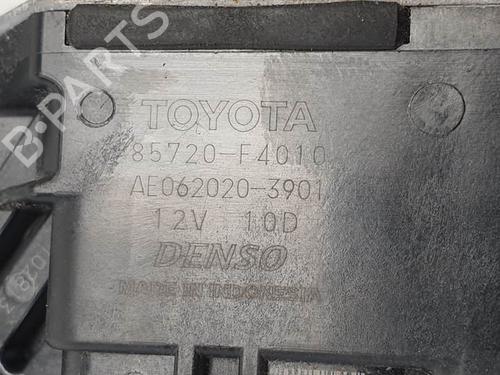 B-PARTS
TOYOTA
85720-F4010
AE062020-3901
12V 10D
DENSO
MADE IN INDONESIA